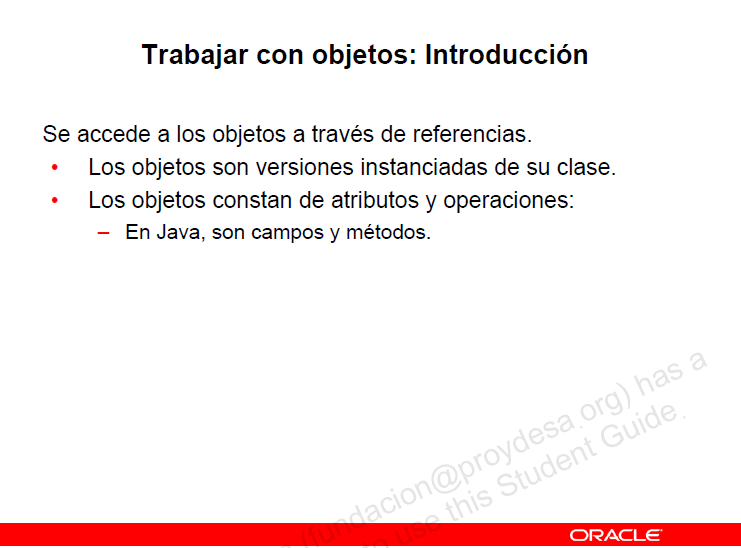 Trabajar con objetos: Introducción
Se accede a los objetos a través de referencias.
• Los objetos son versiones instanciadas de su clase.
• Los objetos constan de atributos y operaciones:
– En Java, son campos y métodos.
(fundacion@proydesa.org) has a
to use this Student Guide.
ORACLE